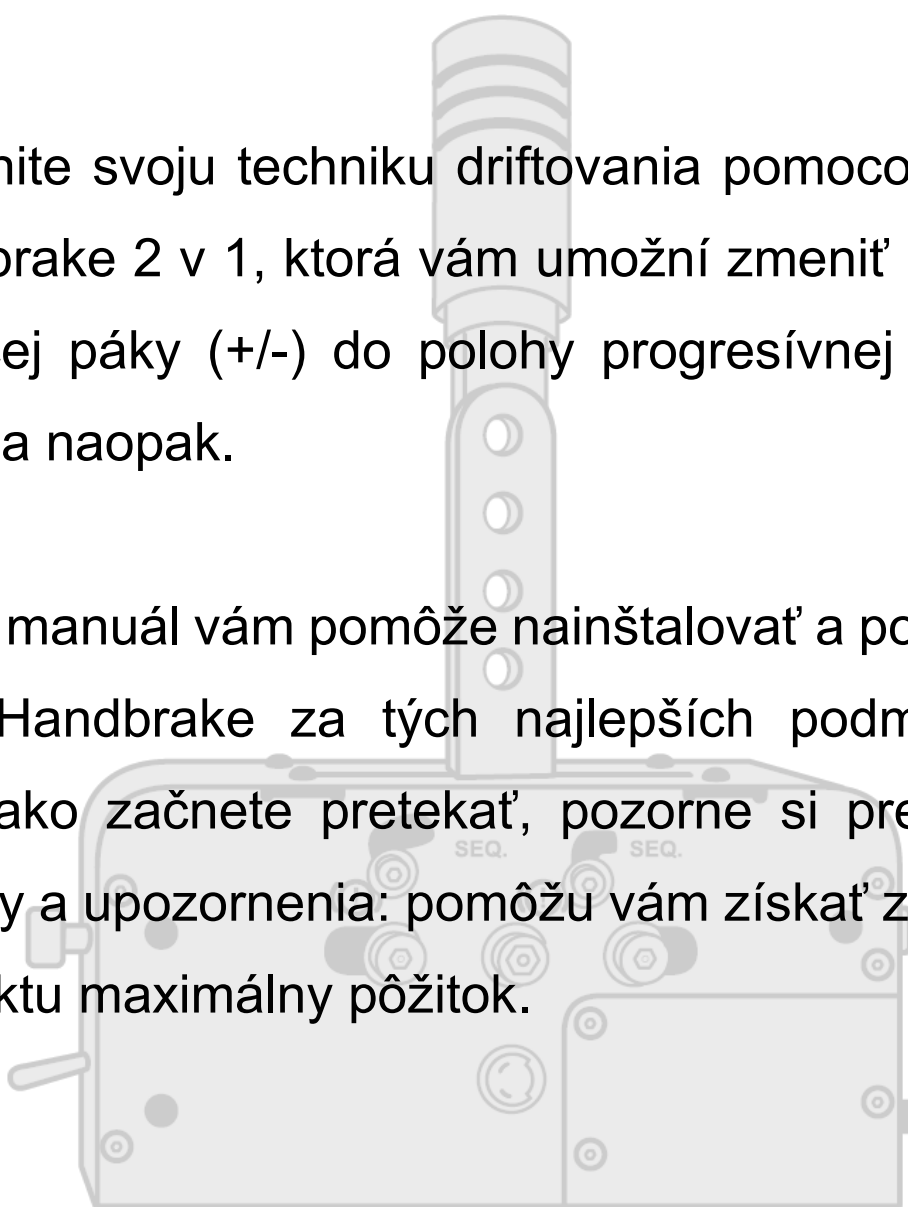 nite svoju techniku driftovania pomoco
brake 2 v 1, ktorá vám umožní zmeniť
ej páky (+/-) do polohy progresívnej
a naopak.
manuál vám pomôže nainštalovať a po
Handbrake za tých najlepších podm
ako začnete pretekať, pozorne si pre
SEQ. SEQ.
y a upozornenia: pomôžu vám získať z
ktu maximálny pôžitok.